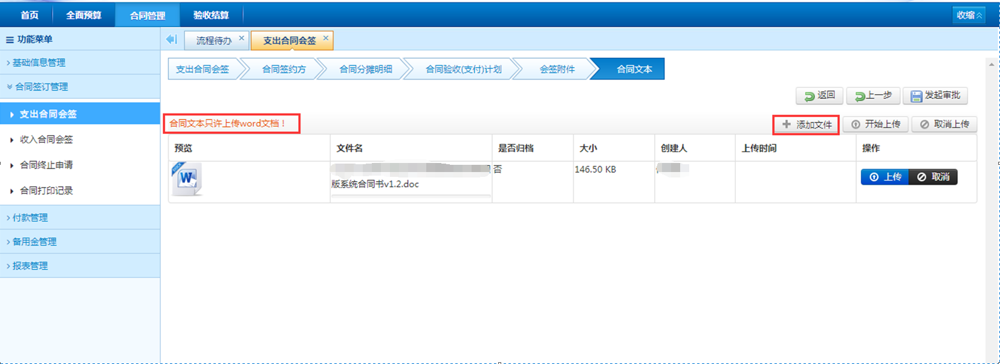 首页 全面预算 合同管理 验收结算 收缩
功能菜单
流程待办 支出合同会签
基础信息管理
合同签订管理
支出合同会签
收入合同会签
合同终止申请
合同打印记录
付款管理
备用金管理
报表管理
支出合同会签 合同签约方 合同分摊明细 合同验收(支付)计划 会签附件 合同文本
返回 上一步 发起审批
合同文本只许上传word文档！ 添加文件 开始上传 取消上传
预览 文件名 是否归档 大小 创建人 上传时间 操作
否 146.50 KB 上传 取消
版系统合同书v1.2.doc